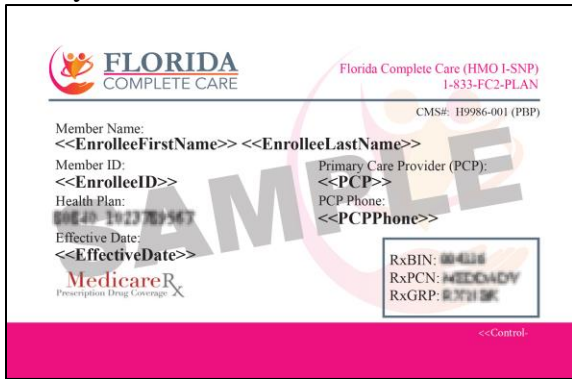 FLORIDA
COMPLETE CARE
Florida Complete Care (HMO I-SNP)
1-833-FC2-PLAN
CMS#: H9986-001 (PBP)
Member Name:
<<EnrolleeFirstName>> <<EnrolleeLastName>>
Member ID:
<<EnrolleeID>>
Primary Care Provider (PCP):
<<PCP>>
Health Plan:
PCP Phone:
<<PCPPhone>>
Effective Date:
<<EffectiveDate>>
MedicareRx
Prescription Drug Coverage
RxBIN:
RxPCN:
RxGRP:
<<Control-
SAMPLE